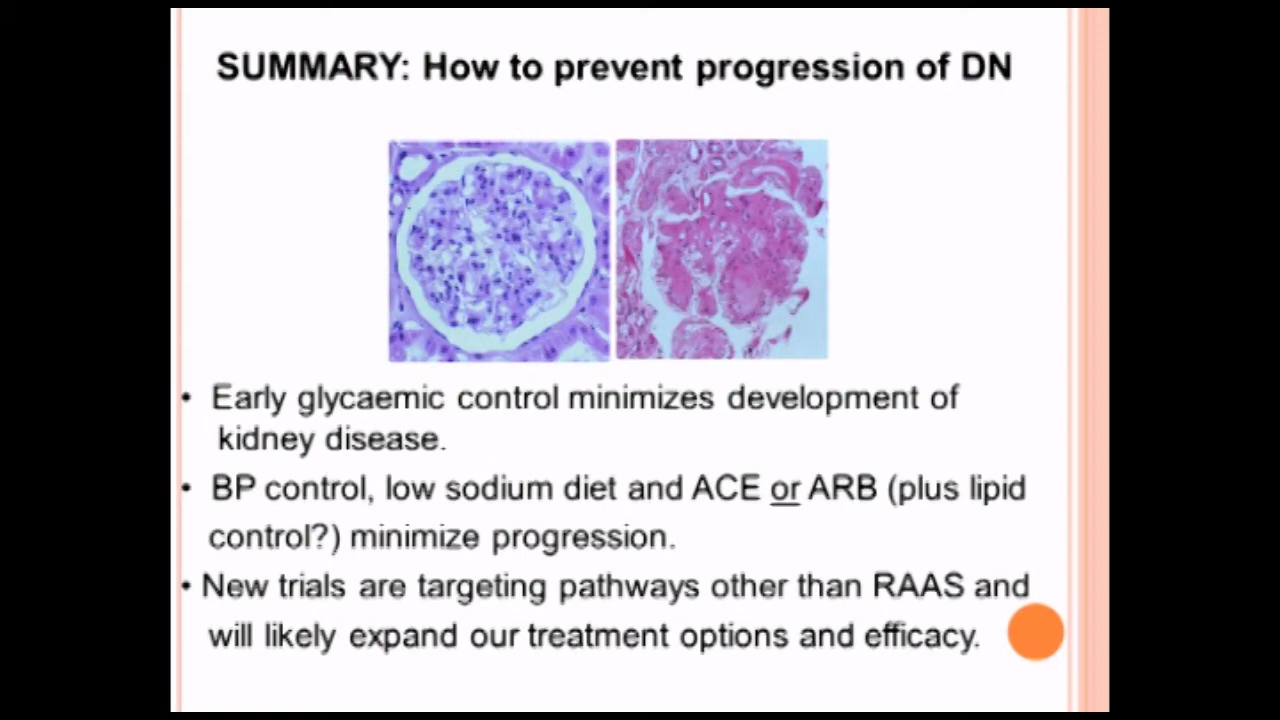 SUMMARY: How to prevent progression of DN
• Early glycaemic control minimizes development of
kidney disease.
• BP control, low sodium diet and ACE or ARB (plus lipid
control?) minimize progression.
• New trials are targeting pathways other than RAAS and
will likely expand our treatment options and efficacy.